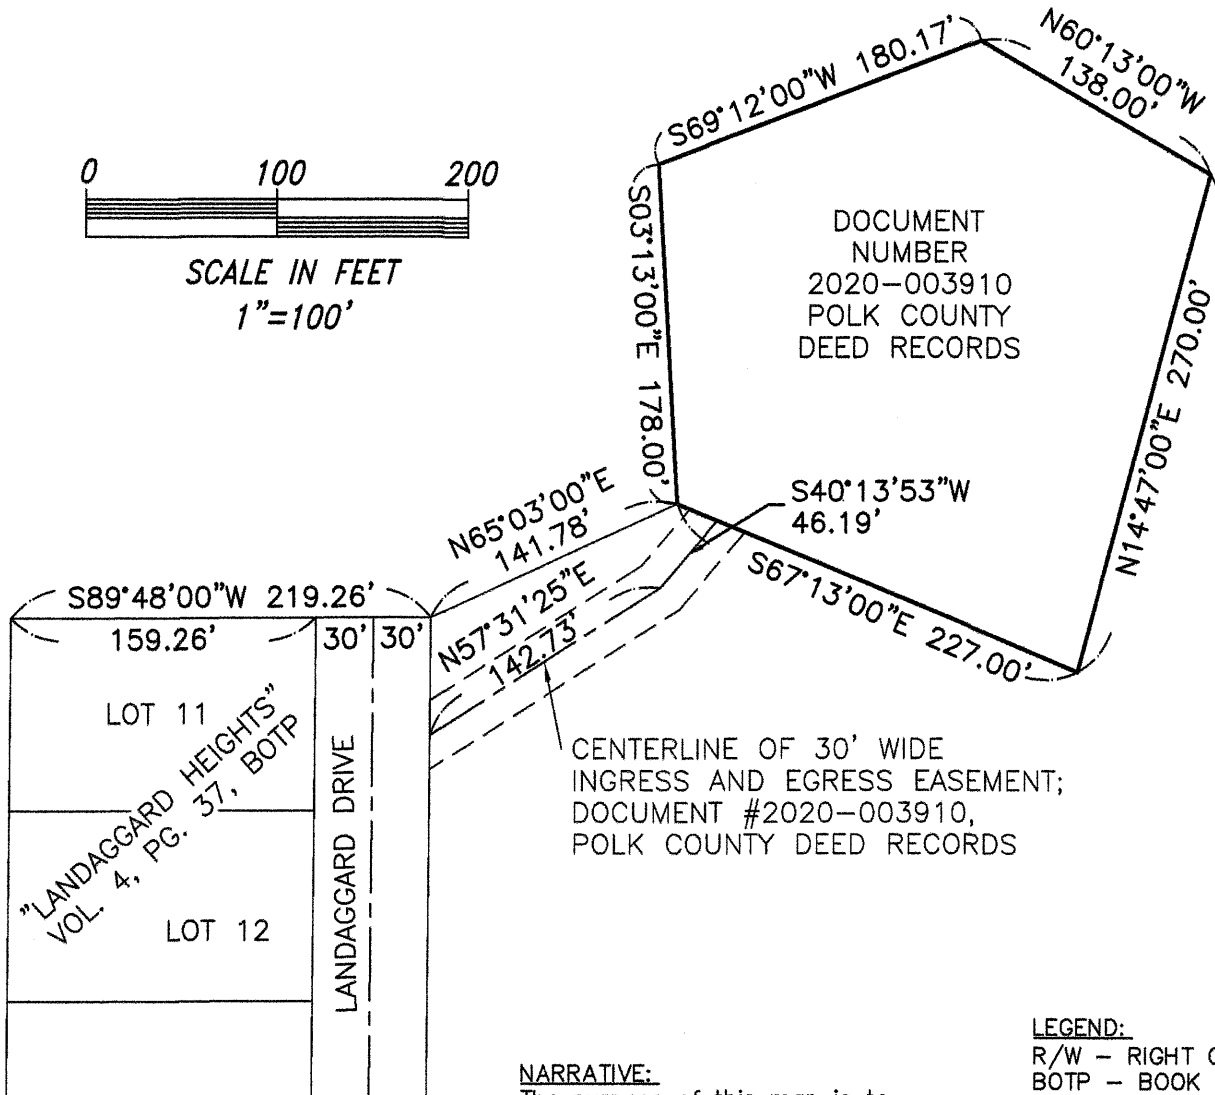 N60°13'00"W
138.00'
S69°12'00"W 180.17'
0 100 200
SCALE IN FEET
1"=100'
S03°13'00"E 178.00'
DOCUMENT
NUMBER
2020-003910
POLK COUNTY
DEED RECORDS
N14°47'00"E 270.00'
S40°13'53"W
46.19'
N65°03'00"E
141.78'
S67°13'00"E 227.00'
S89°48'00"W 219.26'
159.26' 30' 30'
N57°31'25"E
142.73'
LOT 11
"LANDAGGARD HEIGHTS"
VOL. 4, PG. 37, BOTP
LANDAGGARD DRIVE
CENTERLINE OF 30' WIDE
INGRESS AND EGRESS EASEMENT;
DOCUMENT #2020-003910,
POLK COUNTY DEED RECORDS
LOT 12
LEGEND:
R/W - RIGHT
BOTP - BOOK
NARRATIVE: